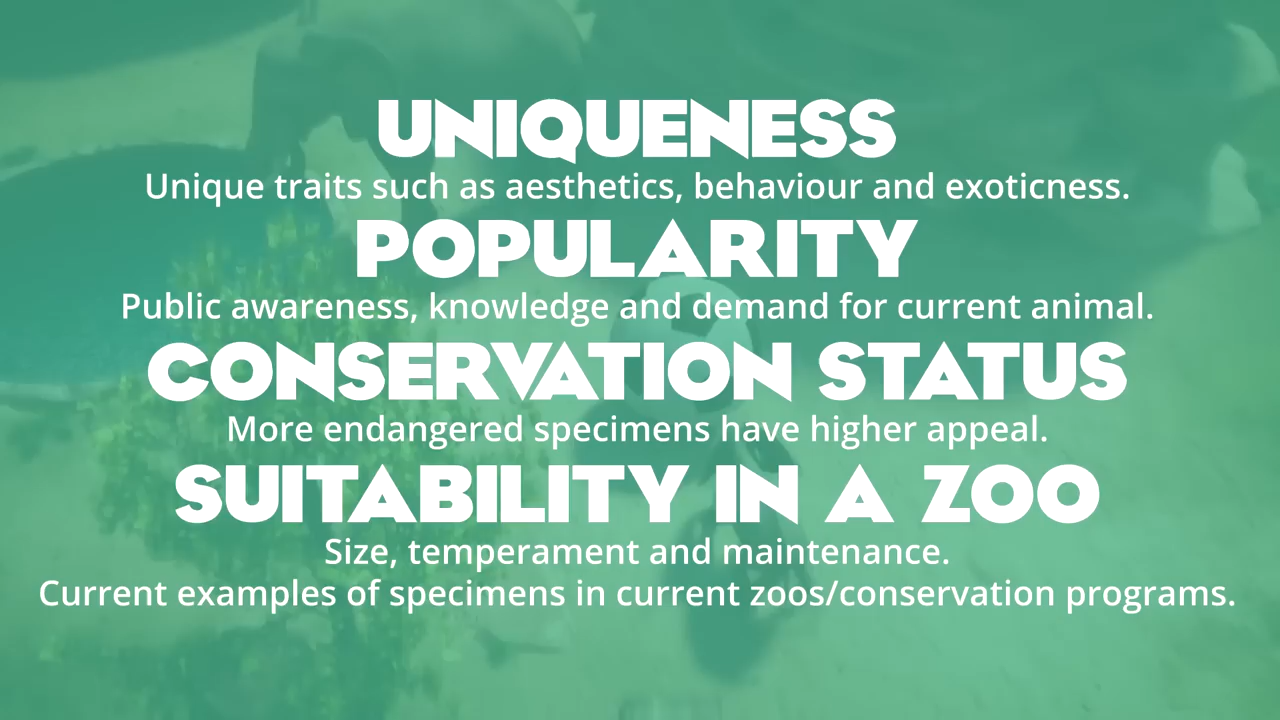 UNIQUENESS
Unique traits such as aesthetics, behaviour and exoticness.
POPULARITY
Public awareness, knowledge and demand for current animal.
CONSERVATION STATUS
More endangered specimens have higher appeal.
SUITABILITY IN A ZOO
Size, temperament and maintenance.
Current examples of specimens in current zoos/conservation programs.